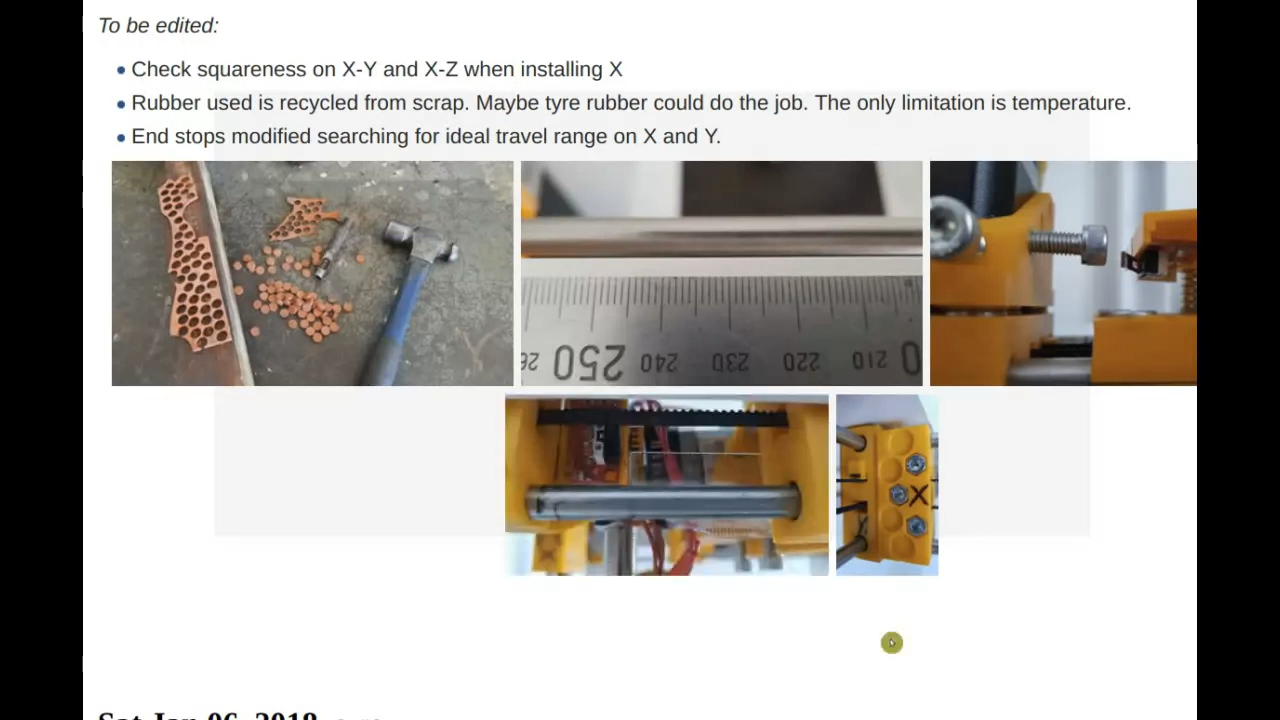 To be edited:
Check squareness on X-Y and X-Z when installing X
Rubber used is recycled from scrap. Maybe tyre rubber could do the job. The only limitation is temperature.
End stops modified searching for ideal travel range on X and Y.
250 240 230 220 210 0
X
Sat Jan 06, 2018